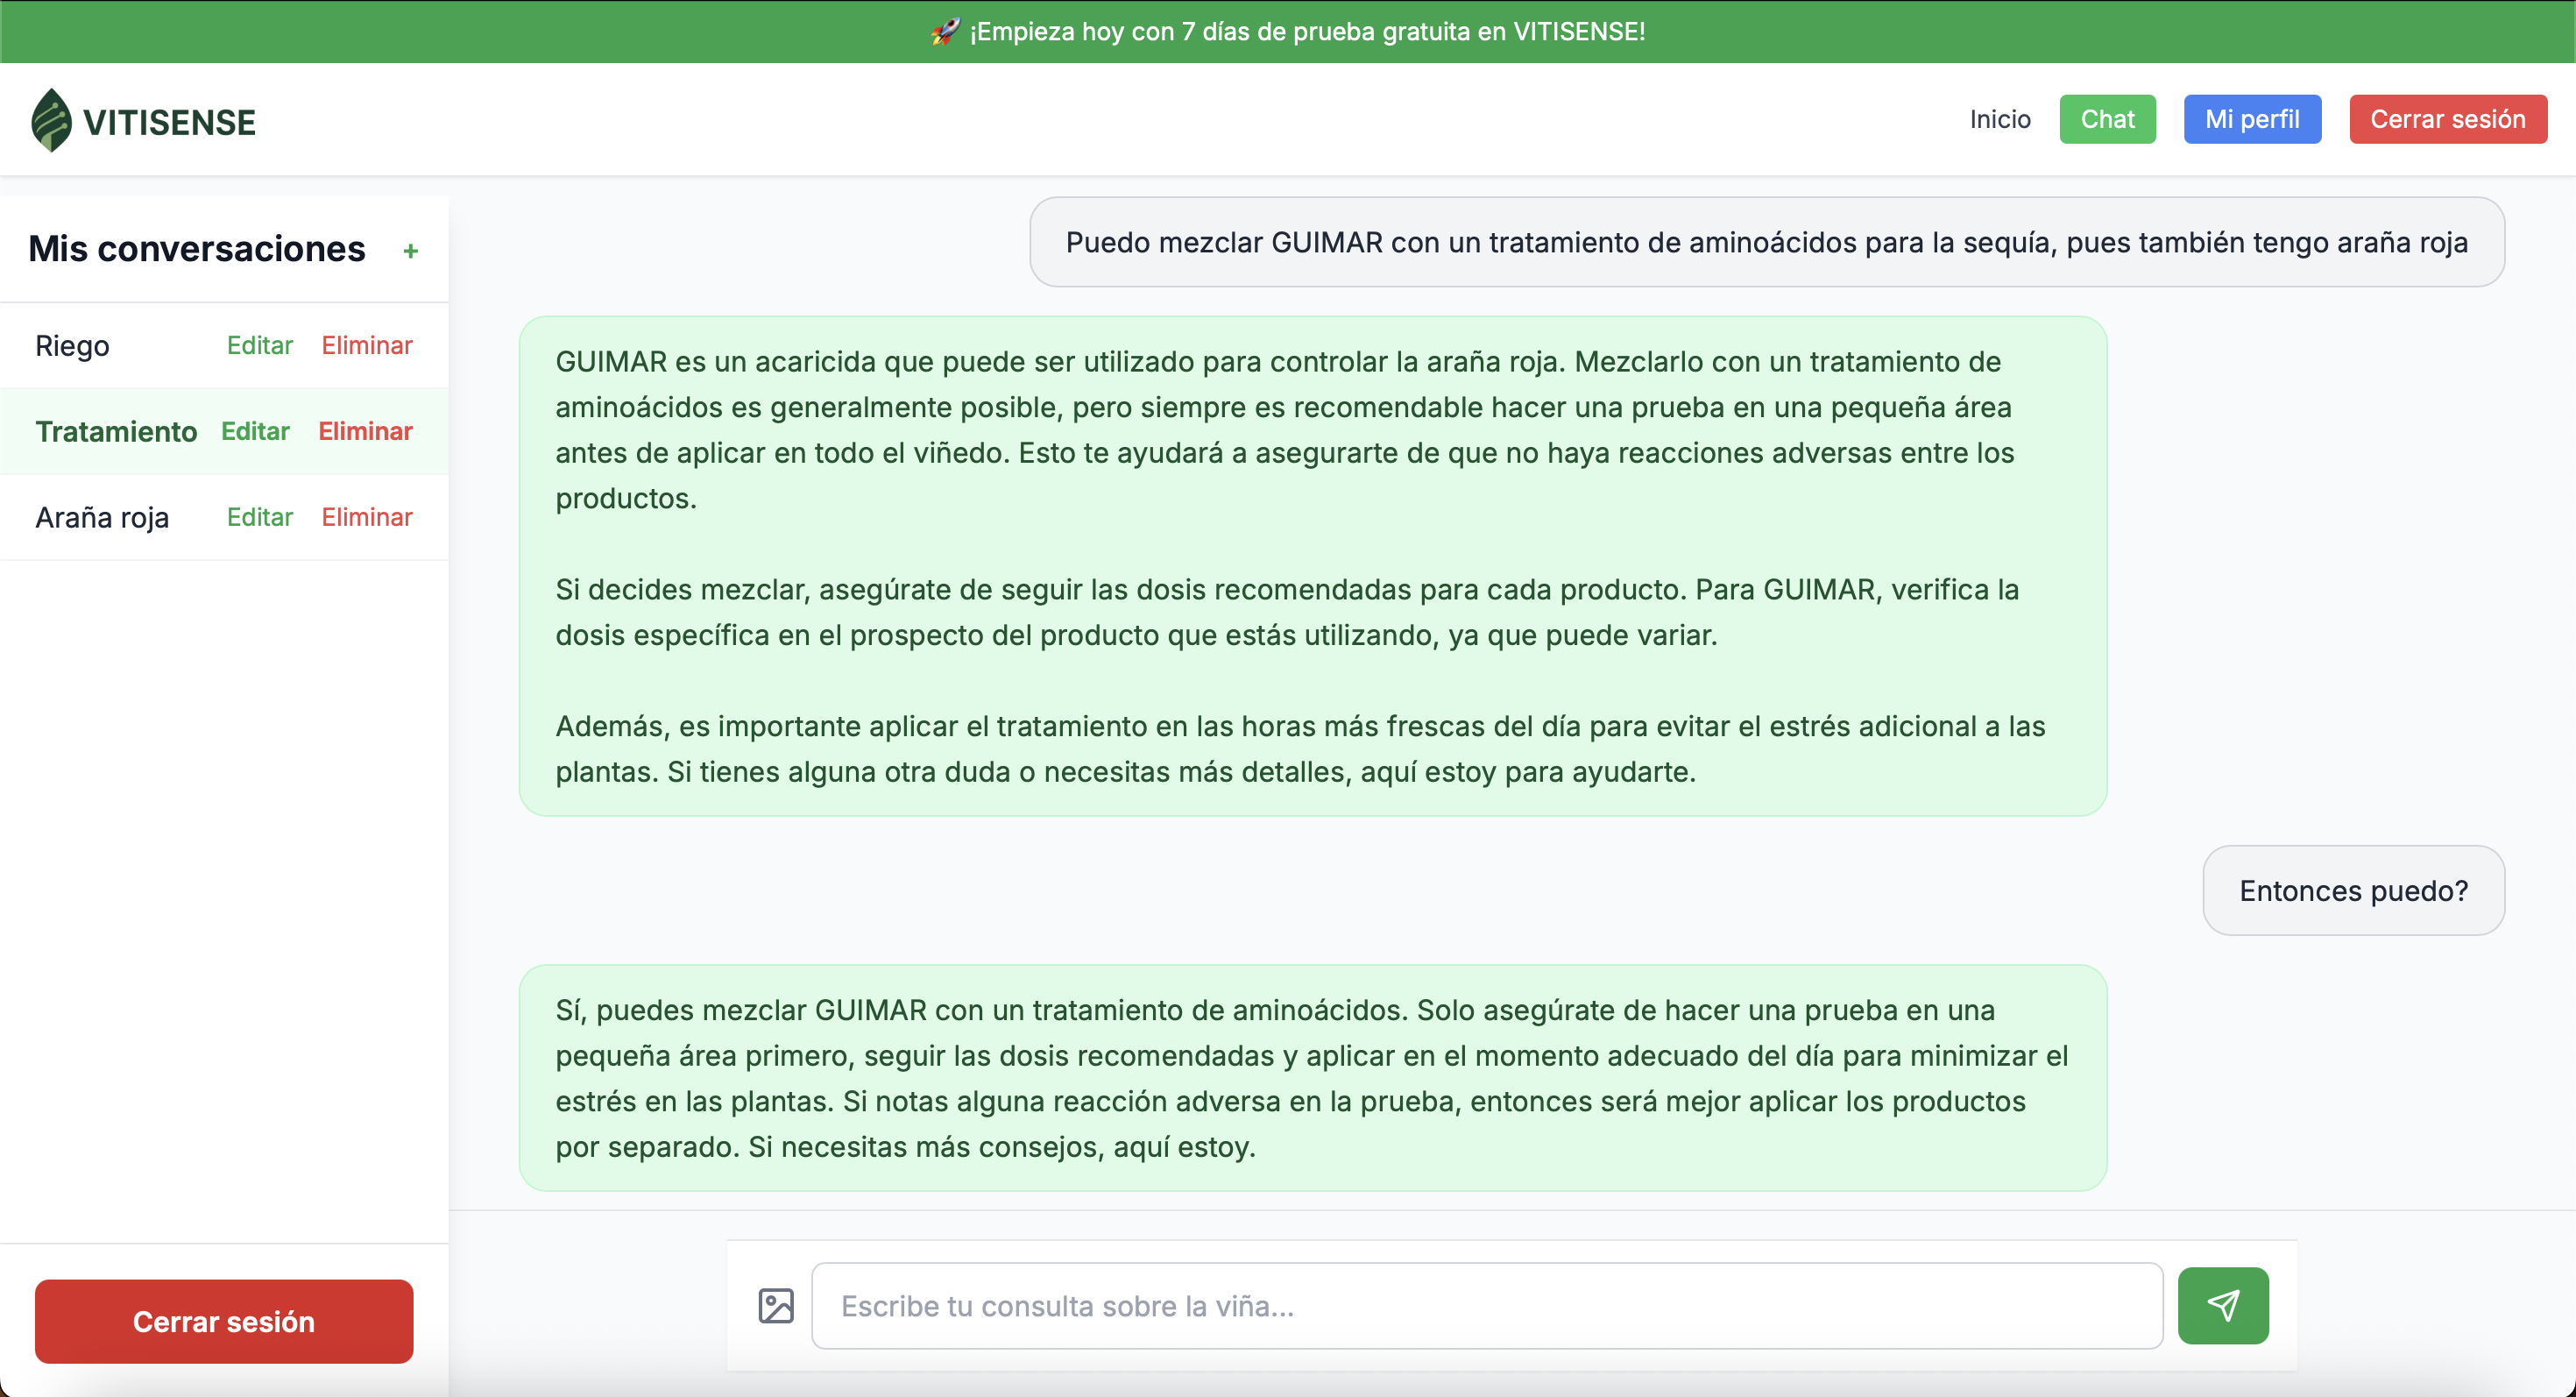 🚀 ¡Empieza hoy con 7 días de prueba gratuita en VITISENSE!
VITISENSE
Inicio
Chat
Mi perfil
Cerrar sesión
Mis conversaciones +
Riego Editar Eliminar
Tratamiento Editar Eliminar
Araña roja Editar Eliminar
Cerrar sesión
Puedo mezclar GUIMAR con un tratamiento de aminoácidos para la sequía, pues también tengo araña roja
GUIMAR es un acaricida que puede ser utilizado para controlar la araña roja. Mezclarlo con un tratamiento de
aminoácidos es generalmente posible, pero siempre es recomendable hacer una prueba en una pequeña área
antes de aplicar en todo el viñedo. Esto te ayudará a asegurarte de que no haya reacciones adversas entre los
productos.
Si decides mezclar, asegúrate de seguir las dosis recomendadas para cada producto. Para GUIMAR, verifica la
dosis específica en el prospecto del producto que estás utilizando, ya que puede variar.
Además, es importante aplicar el tratamiento en las horas más frescas del día para evitar el estrés adicional a las
plantas. Si tienes alguna otra duda o necesitas más detalles, aquí estoy para ayudarte.
Entonces puedo?
Sí, puedes mezclar GUIMAR con un tratamiento de aminoácidos. Solo asegúrate de hacer una prueba en una
pequeña área primero, seguir las dosis recomendadas y aplicar en el momento adecuado del día para minimizar el
estrés en las plantas. Si notas alguna reacción adversa en la prueba, entonces será mejor aplicar los productos
por separado. Si necesitas más consejos, aquí estoy.
Escribe tu consulta sobre la viña...